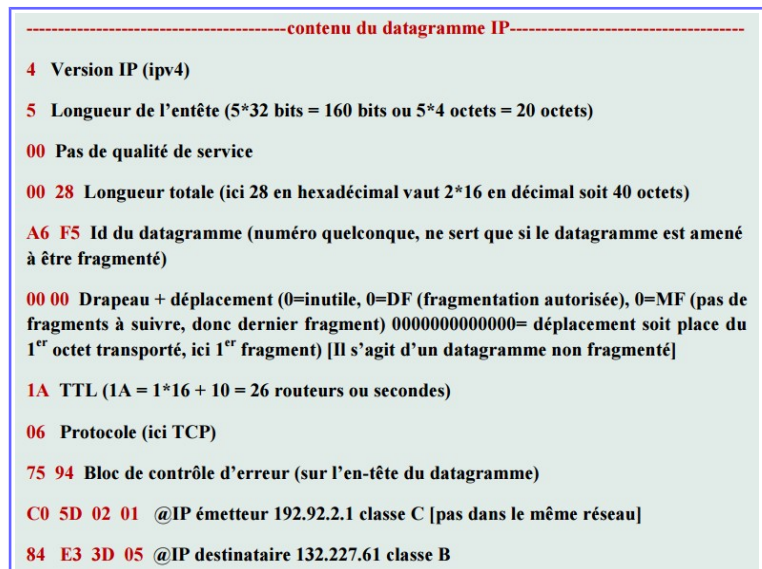 -----------------------------------------contenu du datagramme IP-------------------------------------
4 Version IP (ipv4)
5 Longueur de l’entête (5*32 bits = 160 bits ou 5*4 octets = 20 octets)
00 Pas de qualité de service
00 28 Longueur totale (ici 28 en hexadécimal vaut 2*16 en décimal soit 40 octets)
A6 F5 Id du datagramme (numéro quelconque, ne sert que si le datagramme est amené
à être fragmenté)
00 00 Drapeau + déplacement (0=inutile, 0=DF (fragmentation autorisée), 0=MF (pas de
fragments à suivre, donc dernier fragment) 0000000000000= déplacement soit place du
1er octet transporté, ici 1er fragment) [Il s’agit d’un datagramme non fragmenté]
1A TTL (1A = 1*16 + 10 = 26 routeurs ou secondes)
06 Protocole (ici TCP)
75 94 Bloc de contrôle d’erreur (sur l’en-tête du datagramme)
C0 5D 02 01 @IP émetteur 192.92.2.1 classe C [pas dans le même réseau]
84 E3 3D 05 @IP destinataire 132.227.61 classe B